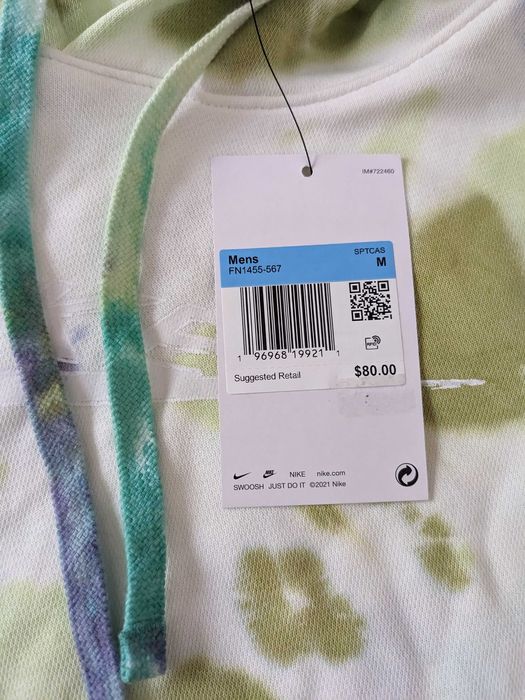 IM#722460
Mens SPTCAS
FN1455-567 M
1 96968 19921 1
RFID
Suggested Retail $80.00
NIKE nike.com
SWOOSH JUST DO IT ©2021 Nike